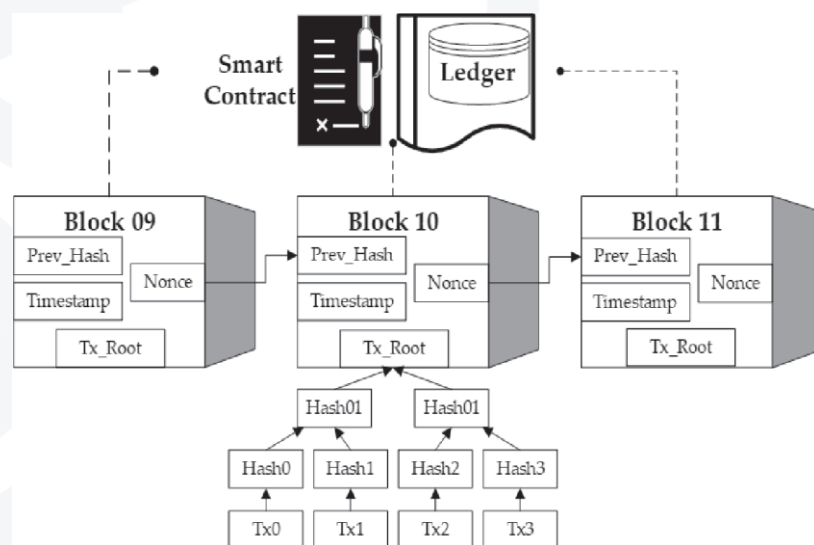 Smart
Contract
Ledger
Block 09
Prev_Hash
Nonce
Timestamp
Tx_Root
Block 10
Prev_Hash
Nonce
Timestamp
Tx_Root
Block 11
Prev_Hash
Nonce
Timestamp
Tx_Root
Hash01
Hash01
Hash0
Hash1
Hash2
Hash3
Tx0
Tx1
Tx2
Tx3